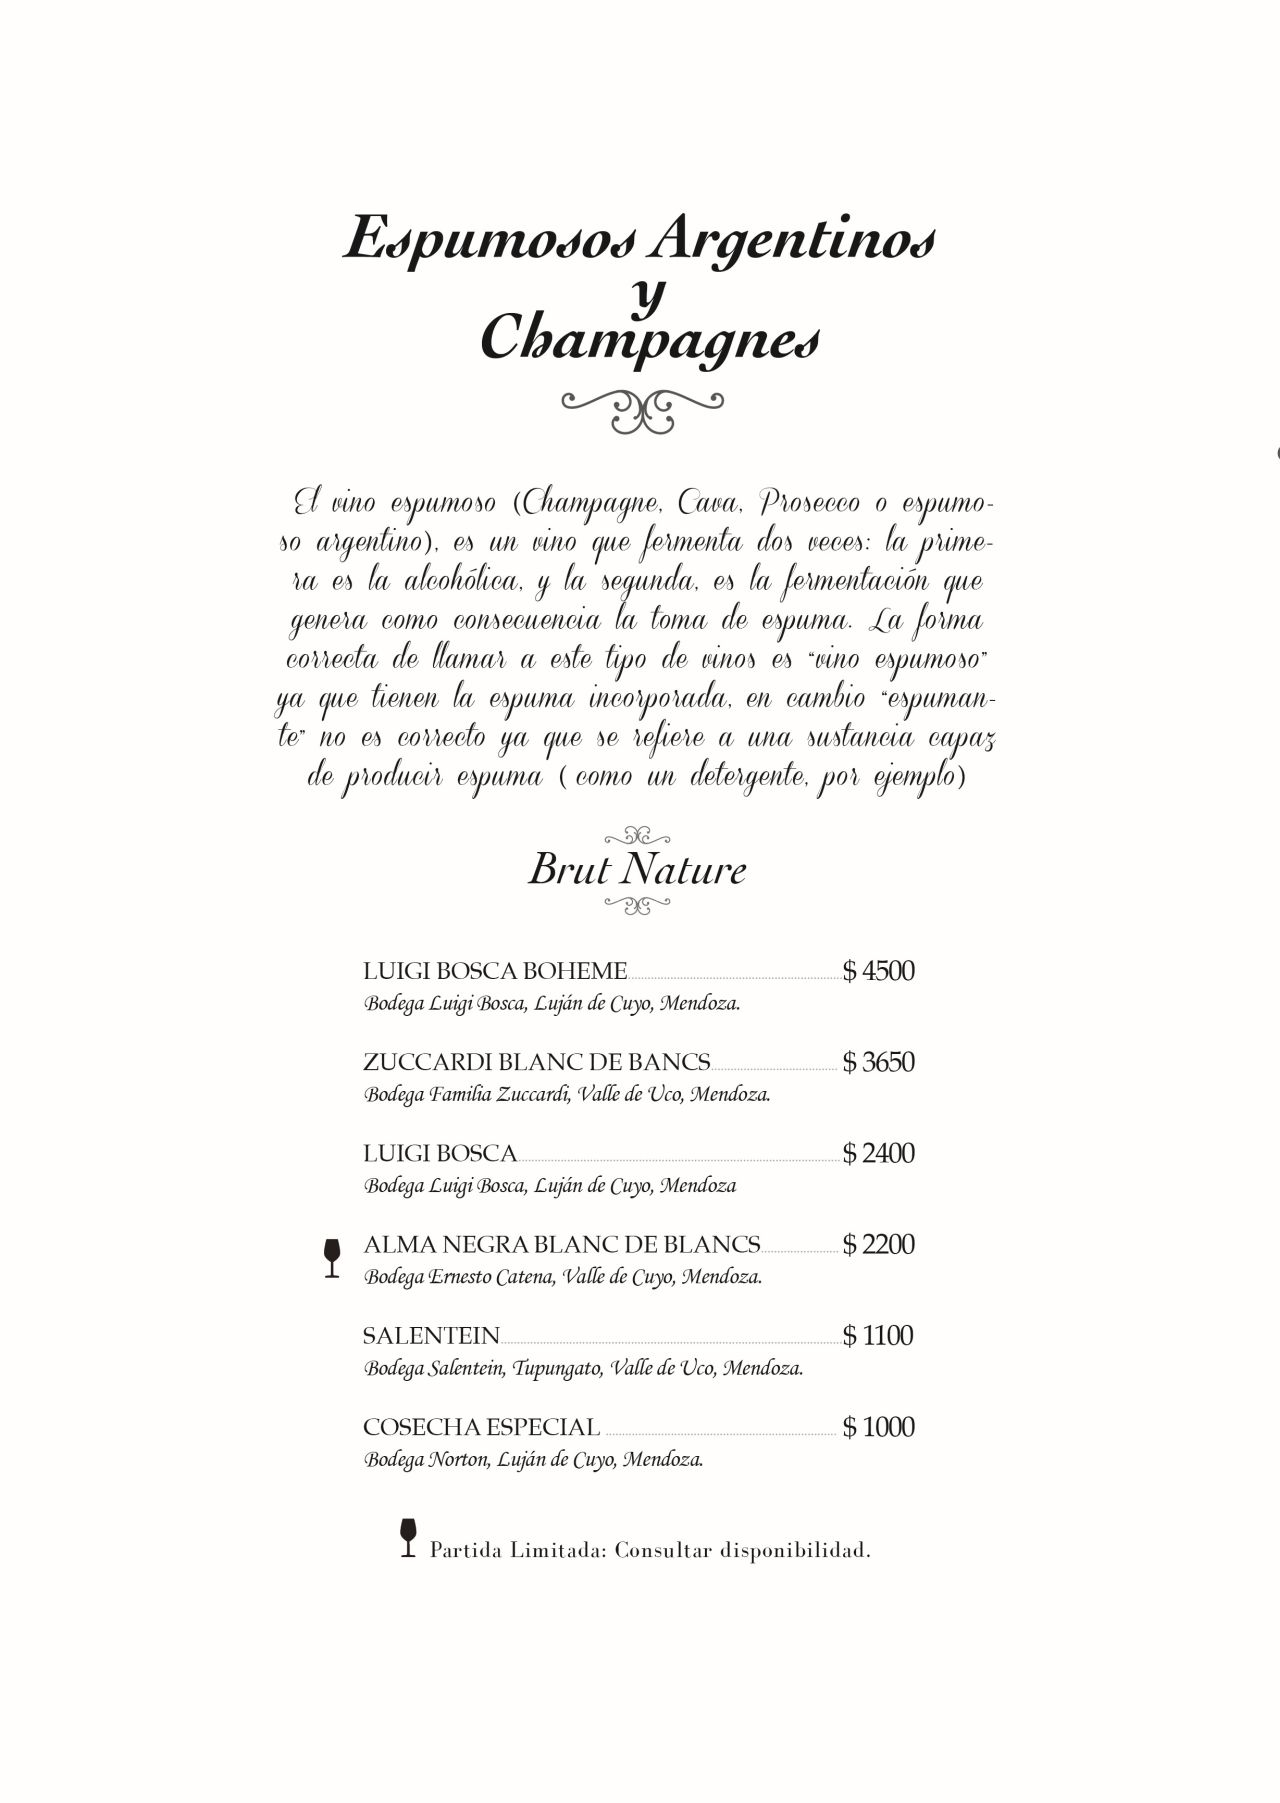 Espumosos Argentinos
y
Champagnes
El vino espumoso (Champagne, Cava, Prosecco o espumo-
so argentino), es un vino que fermenta dos veces: la prime-
ra es la alcohólica, y la segunda, es la fermentación que
genera como consecuencia la toma de espuma. La forma
correcta de llamar a este tipo de vinos es “vino espumoso”
ya que tienen la espuma incorporada, en cambio “espuman-
te” no es correcto ya que se refiere a una sustancia capaz
de producir espuma ( como un detergente, por ejemplo)
Brut Nature
LUIGI BOSCA BOHEME $ 4500
Bodega Luigi Bosca, Luján de Cuyo, Mendoza.
ZUCCARDI BLANC DE BANCS $ 3650
Bodega Familia Zuccardi, Valle de Uco, Mendoza.
LUIGI BOSCA $ 2400
Bodega Luigi Bosca, Luján de Cuyo, Mendoza
ALMA NEGRA BLANC DE BLANCS $ 2200
Bodega Ernesto Catena, Valle de Cuyo, Mendoza.
SALENTEIN $ 1100
Bodega Salentein, Tupungato, Valle de Uco, Mendoza.
COSECHA ESPECIAL $ 1000
Bodega Norton, Luján de Cuyo, Mendoza.
Partida Limitada: Consultar disponibilidad.